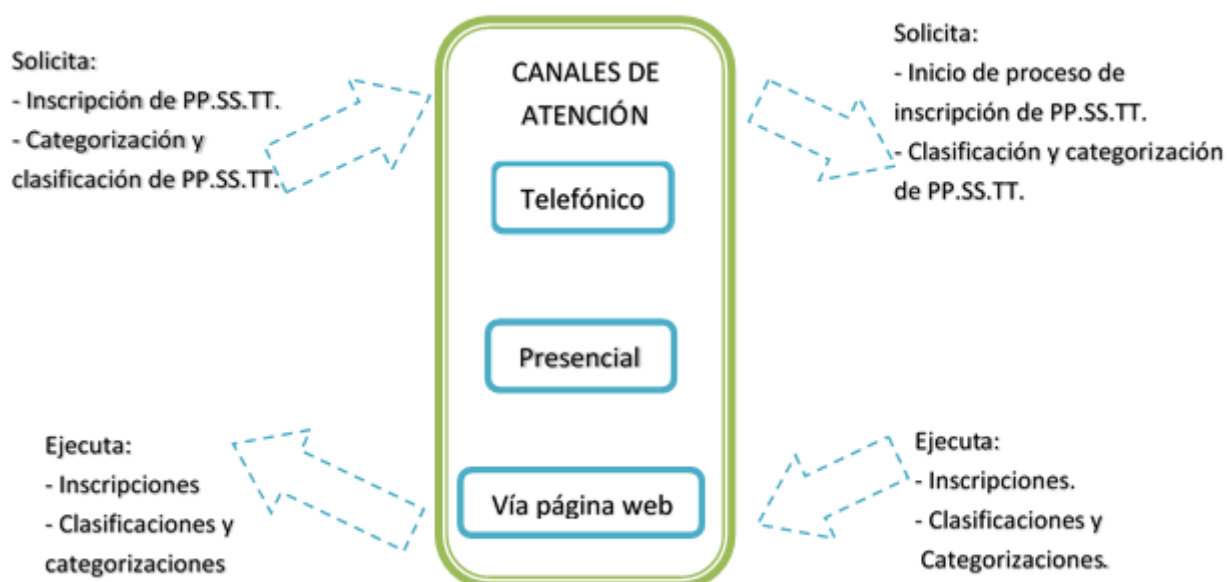 Solicita:
- Inscripción de PP.SS.TT.
- Categorización y
clasificación de PP.SS.TT.
CANALES DE
ATENCIÓN
Telefónico
Presencial
Vía página web
Solicita:
- Inicio de proceso de
inscripción de PP.SS.TT.
- Clasificación y categorización
de PP.SS.TT.
Ejecuta:
- Inscripciones
- Clasificaciones y
categorizaciones
Ejecuta:
- Inscripciones.
- Clasificaciones y
Categorizaciones.